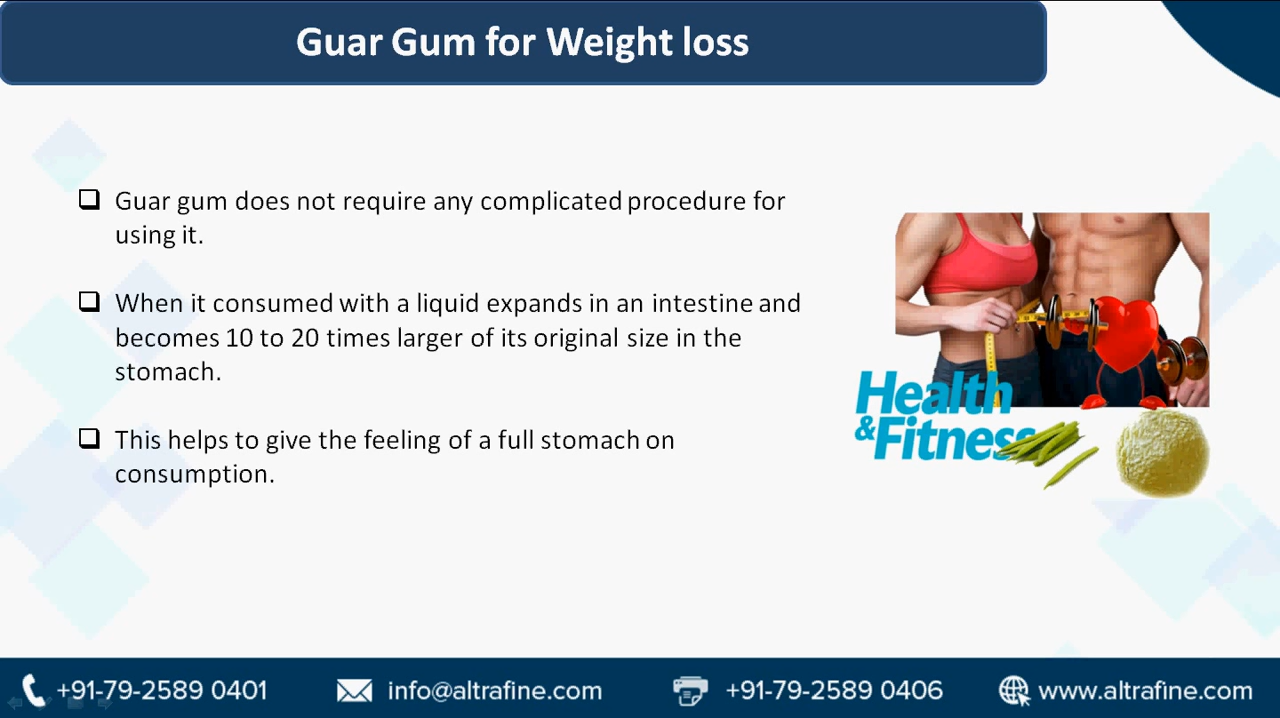 Guar Gum for Weight loss
Guar gum does not require any complicated procedure for
using it.
When it consumed with a liquid expands in an intestine and
becomes 10 to 20 times larger of its original size in the
stomach.
This helps to give the feeling of a full stomach on
consumption.
Health
&Fitness
+91-79-2589 0401
info@altrafine.com
+91-79-2589 0406
www.altrafine.com